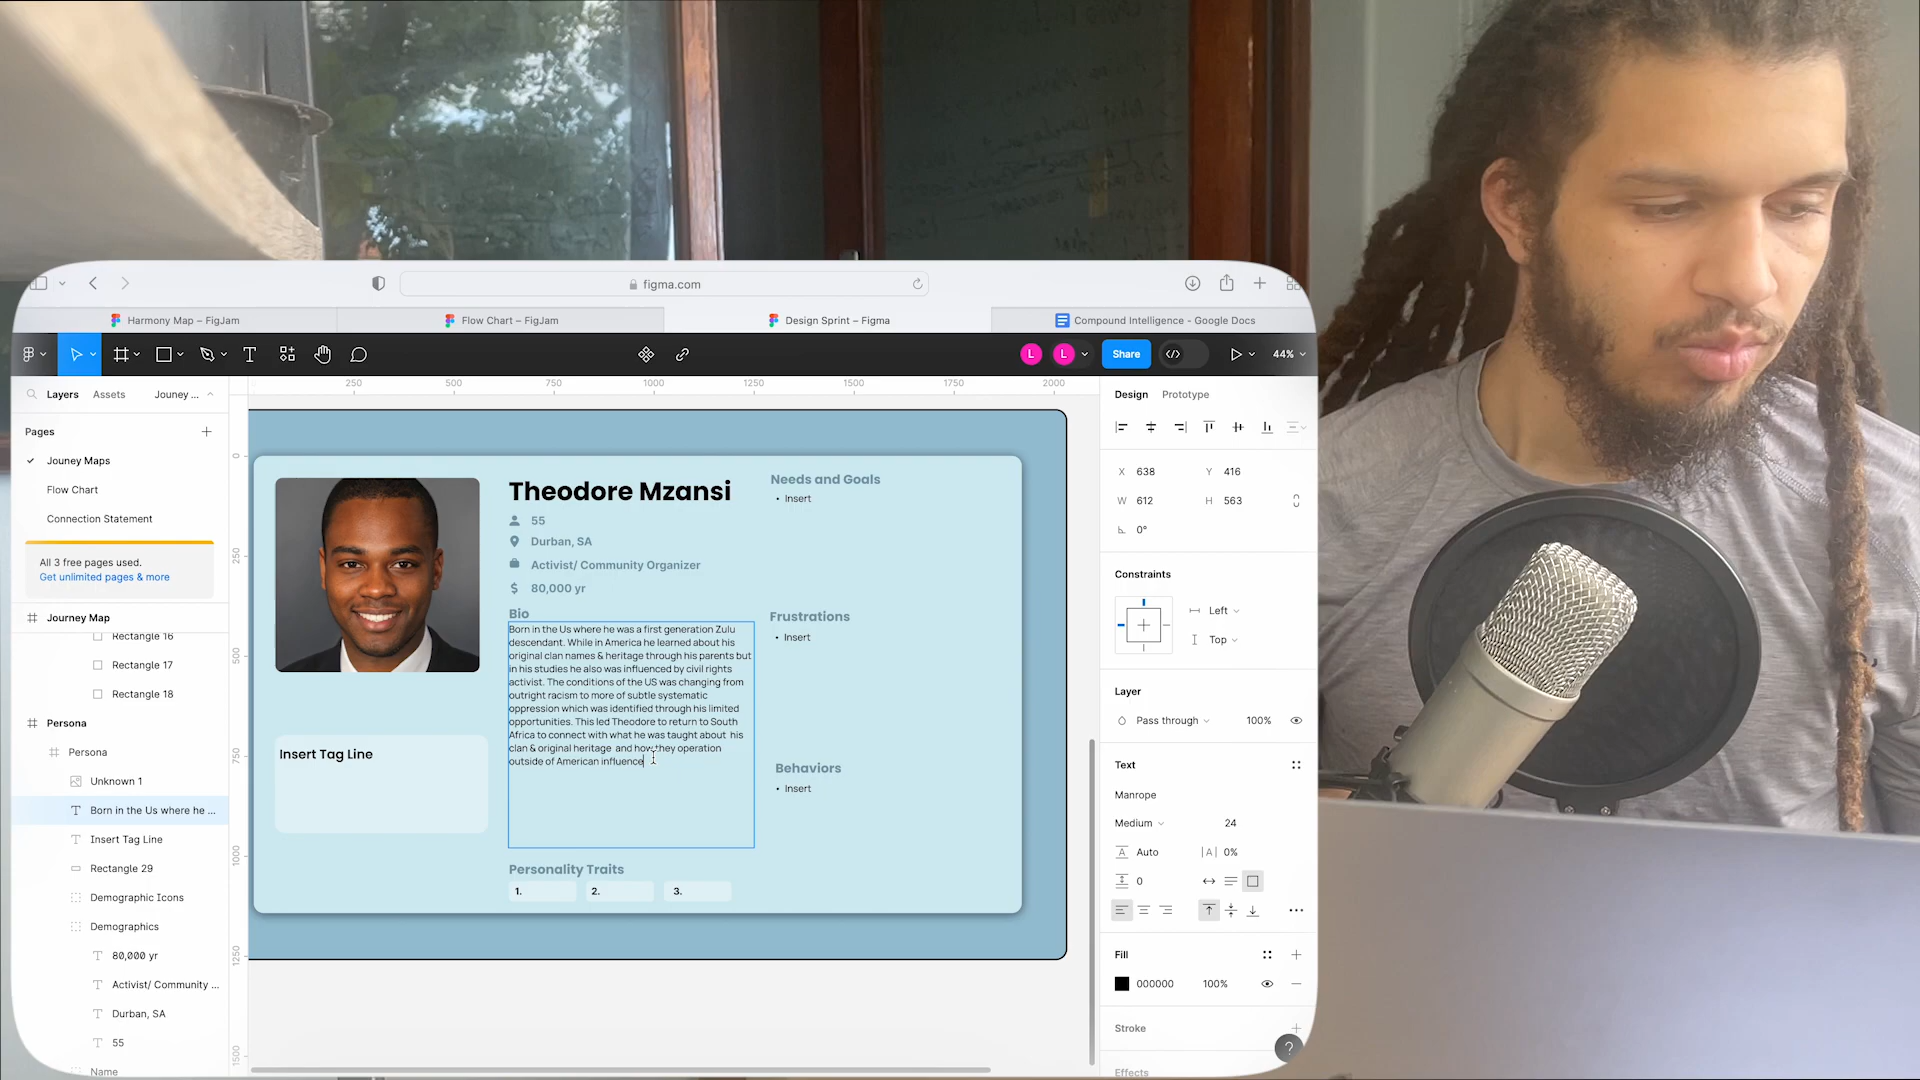 figma.com
Harmony Map – FigJam
Flow Chart – FigJam
Design Sprint – Figma
Compound Intelligence - Google Docs
L
L
Share
44%
Layers
Assets
Jouney ...
250
500
750
1000
1250
1500
1750
2000
Design
Prototype
Pages
Jouney Maps
Flow Chart
Connection Statement
All 3 free pages used.
Get unlimited pages & more
Journey Map
Rectangle 16
Rectangle 17
Rectangle 18
Persona
Persona
Unknown 1
Born in the Us where he ...
Insert Tag Line
Rectangle 29
Demographic Icons
Demographics
80,000 yr
Activist/ Community ...
Durban, SA
55
Name
0
250
500
750
1000
1250
1500
Theodore Mzansi
55
Durban, SA
Activist/ Community Organizer
$ 80,000 yr
Bio
Born in the Us where he was a first generation Zulu
descendant. While in America he learned about his
original clan names & heritage through his parents but
in his studies he also was influenced by civil rights
activist. The conditions of the US was changing from
outright racism to more of subtle systematic
oppression which was identified through his limited
opportunities. This led Theodore to return to South
Africa to connect with what he was taught about his
clan & original heritage and how they operation
outside of American influence
Insert Tag Line
Personality Traits
1.
2.
3.
Needs and Goals
• Insert
Frustrations
• Insert
Behaviors
• Insert
X 638
Y 416
W 612
H 563
0°
Constraints
Left
Top
Layer
Pass through
100%
Text
Manrope
Medium
24
A Auto
|A| 0%
0
Fill
000000
100%
Stroke
Effects
?